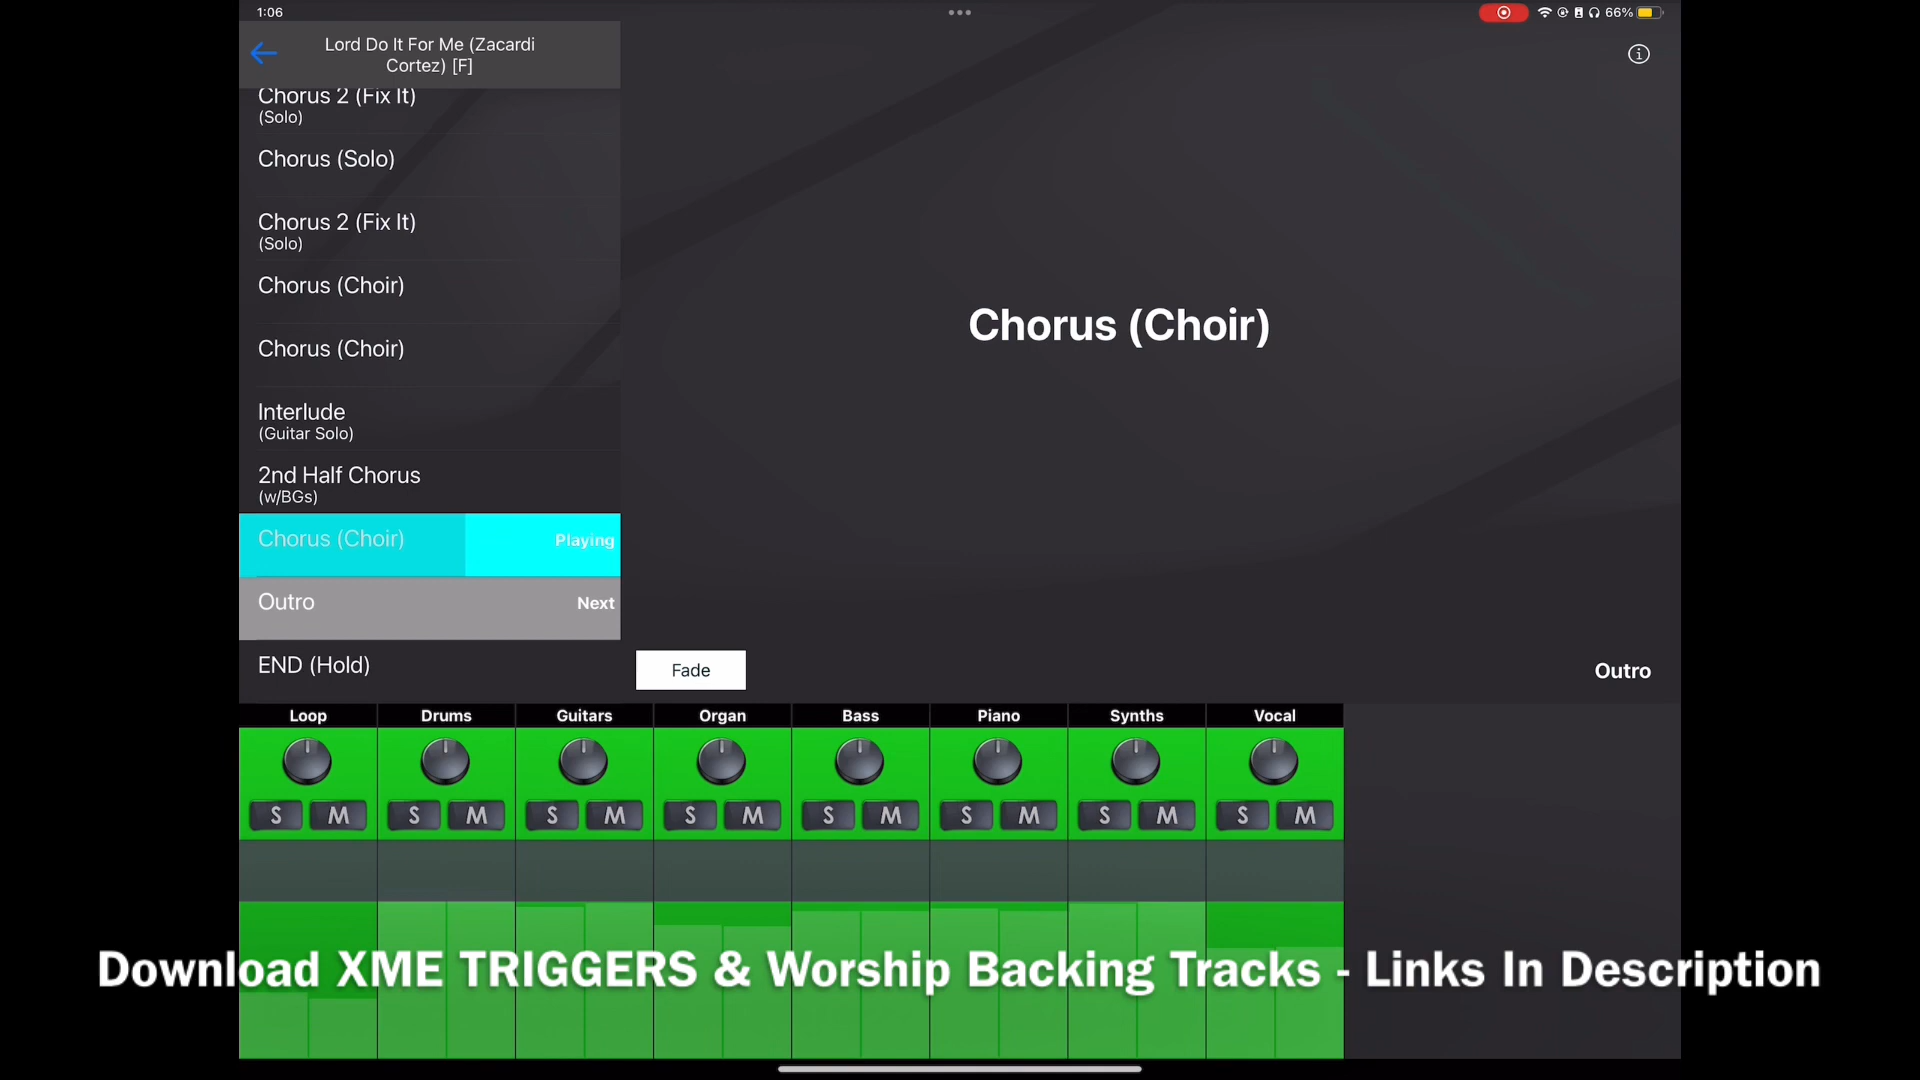 1:06
66%
Lord Do It For Me (Zacardi
Cortez) [F]
Chorus 2 (Fix It)
(Solo)
Chorus (Solo)
Chorus 2 (Fix It)
(Solo)
Chorus (Choir)
Chorus (Choir)
Interlude
(Guitar Solo)
2nd Half Chorus
(w/BGs)
Chorus (Choir) Playing
Outro Next
END (Hold)
Chorus (Choir)
Fade
Outro
Loop Drums Guitars Organ Bass Piano Synths Vocal
S M S M S M S M S M S M S M S M
Download XME TRIGGERS & Worship Backing Tracks - Links In Description